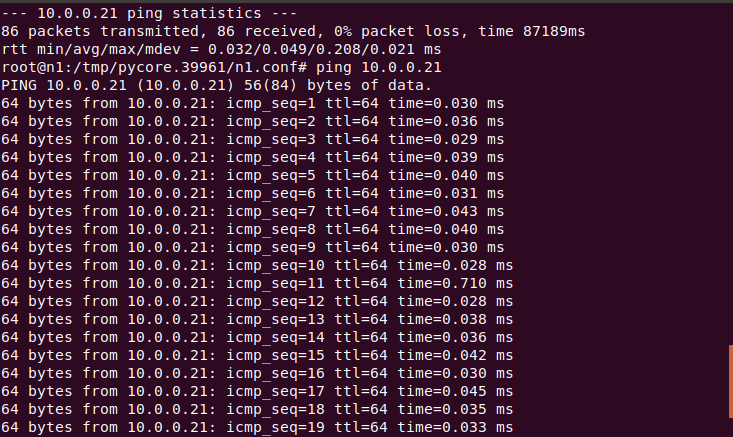 --- 10.0.0.21 ping statistics ---
86 packets transmitted, 86 received, 0% packet loss, time 87189ms
rtt min/avg/max/mdev = 0.032/0.049/0.208/0.021 ms
root@n1:/tmp/pycore.39961/n1.conf# ping 10.0.0.21
PING 10.0.0.21 (10.0.0.21) 56(84) bytes of data.
64 bytes from 10.0.0.21: icmp_seq=1 ttl=64 time=0.030 ms
64 bytes from 10.0.0.21: icmp_seq=2 ttl=64 time=0.036 ms
64 bytes from 10.0.0.21: icmp_seq=3 ttl=64 time=0.029 ms
64 bytes from 10.0.0.21: icmp_seq=4 ttl=64 time=0.039 ms
64 bytes from 10.0.0.21: icmp_seq=5 ttl=64 time=0.040 ms
64 bytes from 10.0.0.21: icmp_seq=6 ttl=64 time=0.031 ms
64 bytes from 10.0.0.21: icmp_seq=7 ttl=64 time=0.043 ms
64 bytes from 10.0.0.21: icmp_seq=8 ttl=64 time=0.040 ms
64 bytes from 10.0.0.21: icmp_seq=9 ttl=64 time=0.030 ms
64 bytes from 10.0.0.21: icmp_seq=10 ttl=64 time=0.028 ms
64 bytes from 10.0.0.21: icmp_seq=11 ttl=64 time=0.710 ms
64 bytes from 10.0.0.21: icmp_seq=12 ttl=64 time=0.028 ms
64 bytes from 10.0.0.21: icmp_seq=13 ttl=64 time=0.038 ms
64 bytes from 10.0.0.21: icmp_seq=14 ttl=64 time=0.036 ms
64 bytes from 10.0.0.21: icmp_seq=15 ttl=64 time=0.042 ms
64 bytes from 10.0.0.21: icmp_seq=16 ttl=64 time=0.030 ms
64 bytes from 10.0.0.21: icmp_seq=17 ttl=64 time=0.045 ms
64 bytes from 10.0.0.21: icmp_seq=18 ttl=64 time=0.035 ms
64 bytes from 10.0.0.21: icmp_seq=19 ttl=64 time=0.033 ms